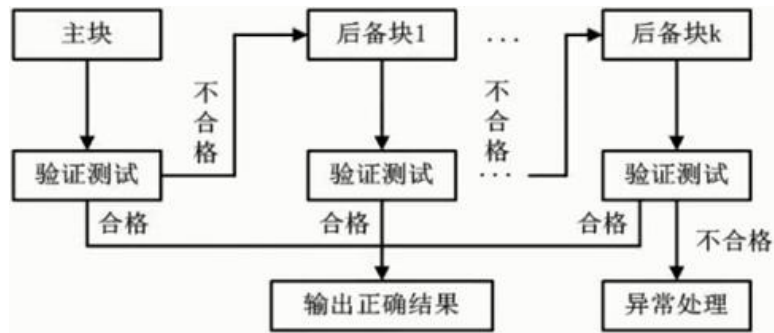 主块
后备块1
...
后备块k
不合格
不合格
验证测试
验证测试
...
验证测试
合格
合格
合格
不合格
输出正确结果
异常处理